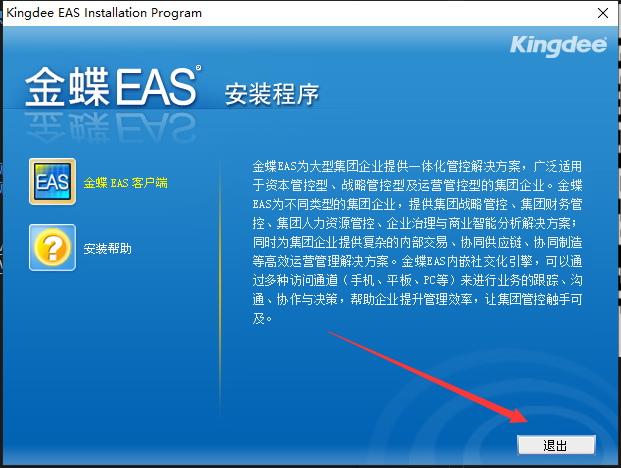 Kingdee EAS Installation Program
Kingdee
金蝶EAS 安装程序
EAS 金蝶 EAS 客户端
安装帮助
金蝶EAS为大型集团企业提供一体化管控解决方案，广泛适用
于资本管控型、战略管控型及运营管控型的集团企业。金蝶
EAS为不同类型的集团企业，提供集团战略管控、集团财务管
控、集团人力资源管控、企业治理与商业智能分析解决方案；
同时为集团企业提供复杂的内部交易、协同供应链、协同制造
等高效运营管理解决方案。金蝶EAS内嵌社交化引擎，可以通
过多种访问通道（手机、平板、PC等）来进行业务的跟踪、沟
通、协作与决策，帮助企业提升管理效率，让集团管控触手可
及。
退出